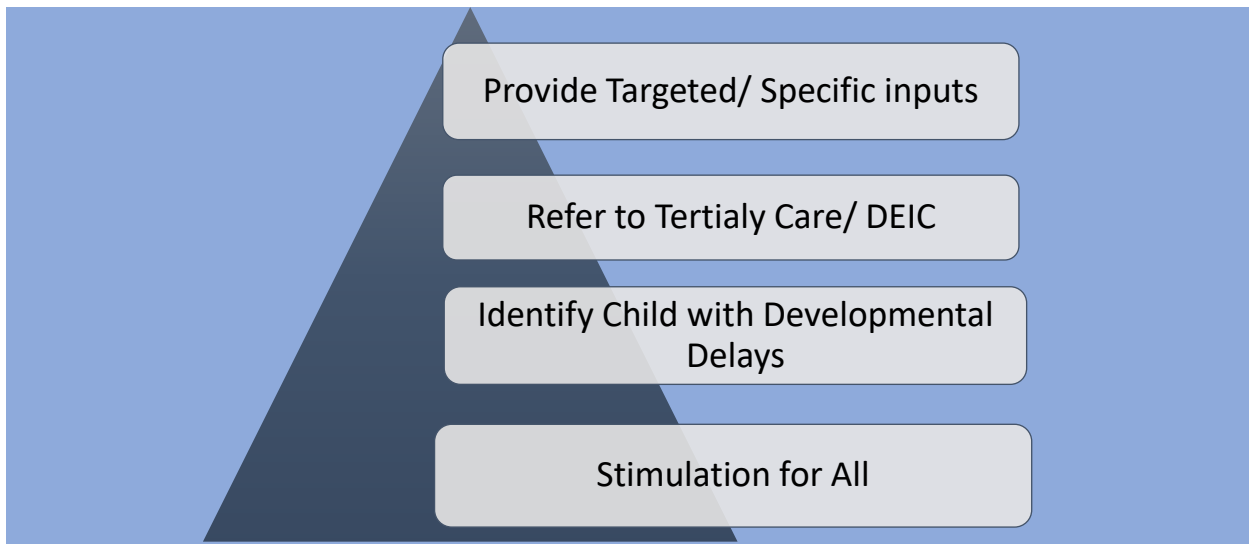 Provide Targeted/ Specific inputs
Refer to Tertialy Care/ DEIC
Identify Child with Developmental
Delays
Stimulation for All